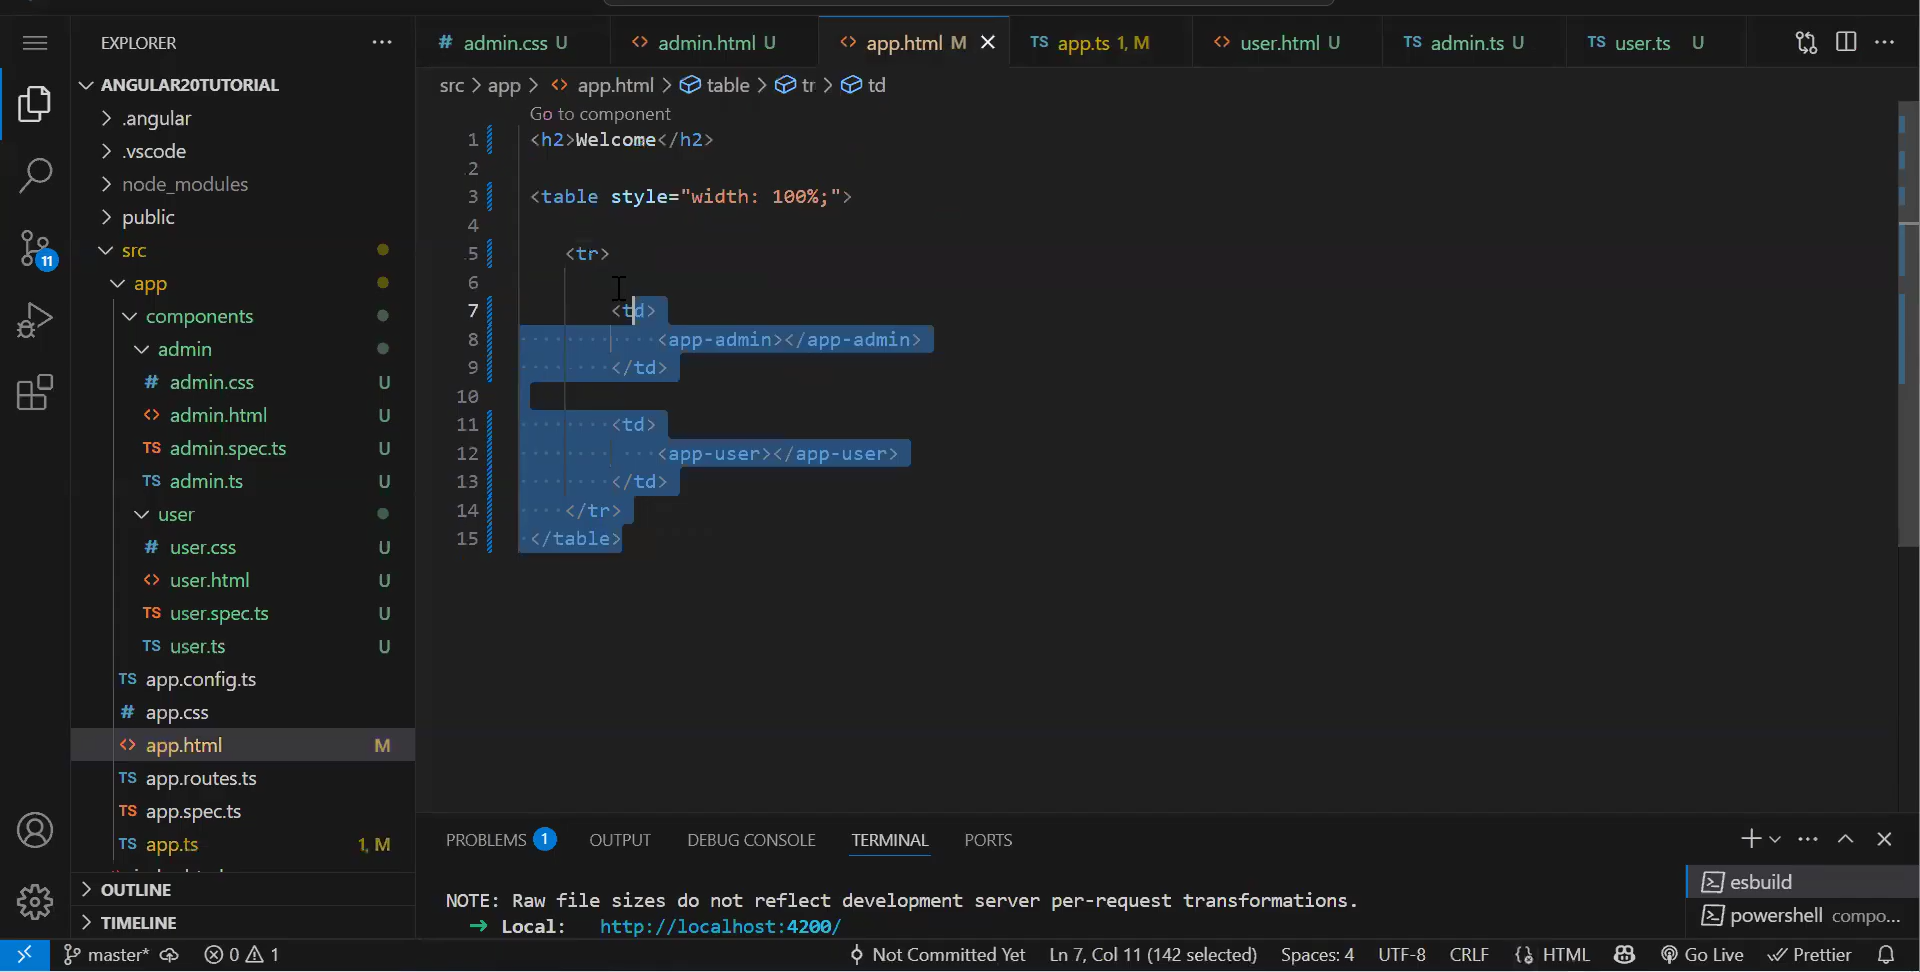 EXPLORER
ANGULAR20TUTORIAL
.angular
.vscode
node_modules
public
src
app
components
admin
# admin.css U
<> admin.html U
TS admin.spec.ts U
TS admin.ts U
user
# user.css U
<> user.html U
TS user.spec.ts U
TS user.ts U
TS app.config.ts
# app.css
<> app.html M
TS app.routes.ts
TS app.spec.ts
TS app.ts 1, M
OUTLINE
TIMELINE
11
# admin.css U <> admin.html U <> app.html M TS app.ts 1, M <> user.html U TS admin.ts U TS user.ts U
src > app > <> app.html > table > tr > td
Go to component
1 <h2>Welcome</h2>
2
3 <table style="width: 100%;">
4
5 <tr>
6
7 <td>
8 <app-admin></app-admin>
9 </td>
10
11 <td>
12 <app-user></app-user>
13 </td>
14 </tr>
15 </table>
PROBLEMS 1 OUTPUT DEBUG CONSOLE TERMINAL PORTS
NOTE: Raw file sizes do not reflect development server per-request transformations.
➜ Local: http://localhost:4200/
esbuild
powershell compo...
master* 0 1 Not Committed Yet Ln 7, Col 11 (142 selected) Spaces: 4 UTF-8 CRLF {} HTML Go Live Prettier